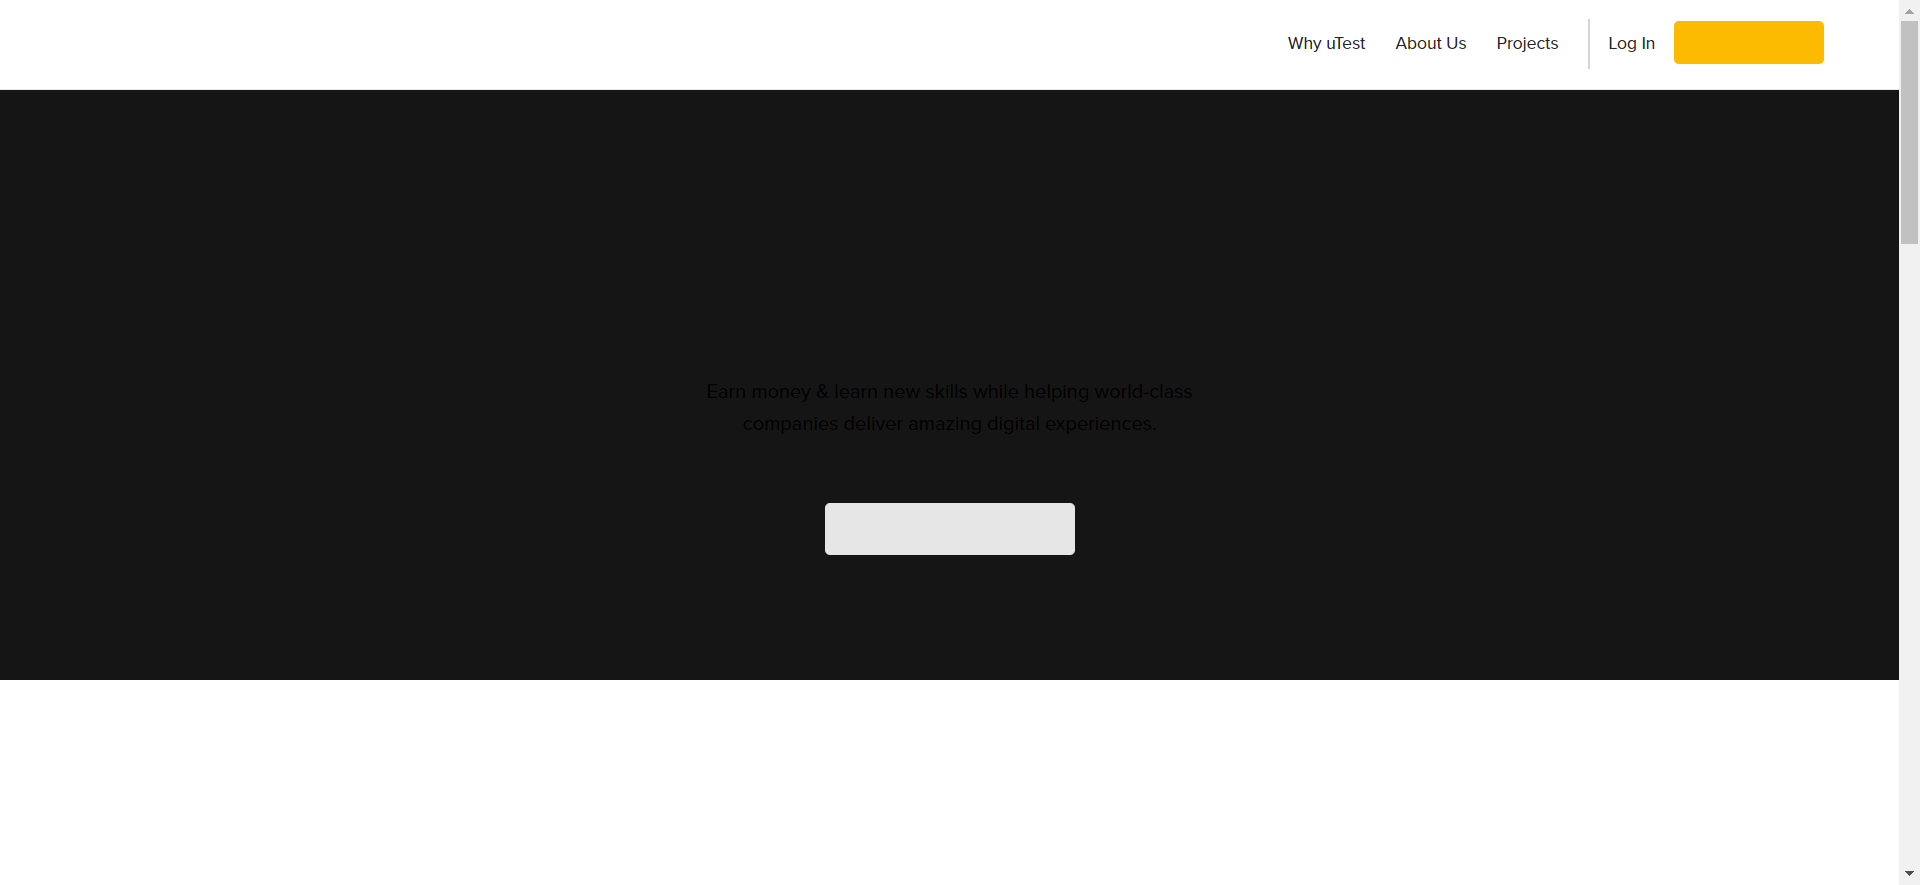 Why uTest
About Us
Projects
Log In
Earn money & learn new skills while helping world-class
companies deliver amazing digital experiences.